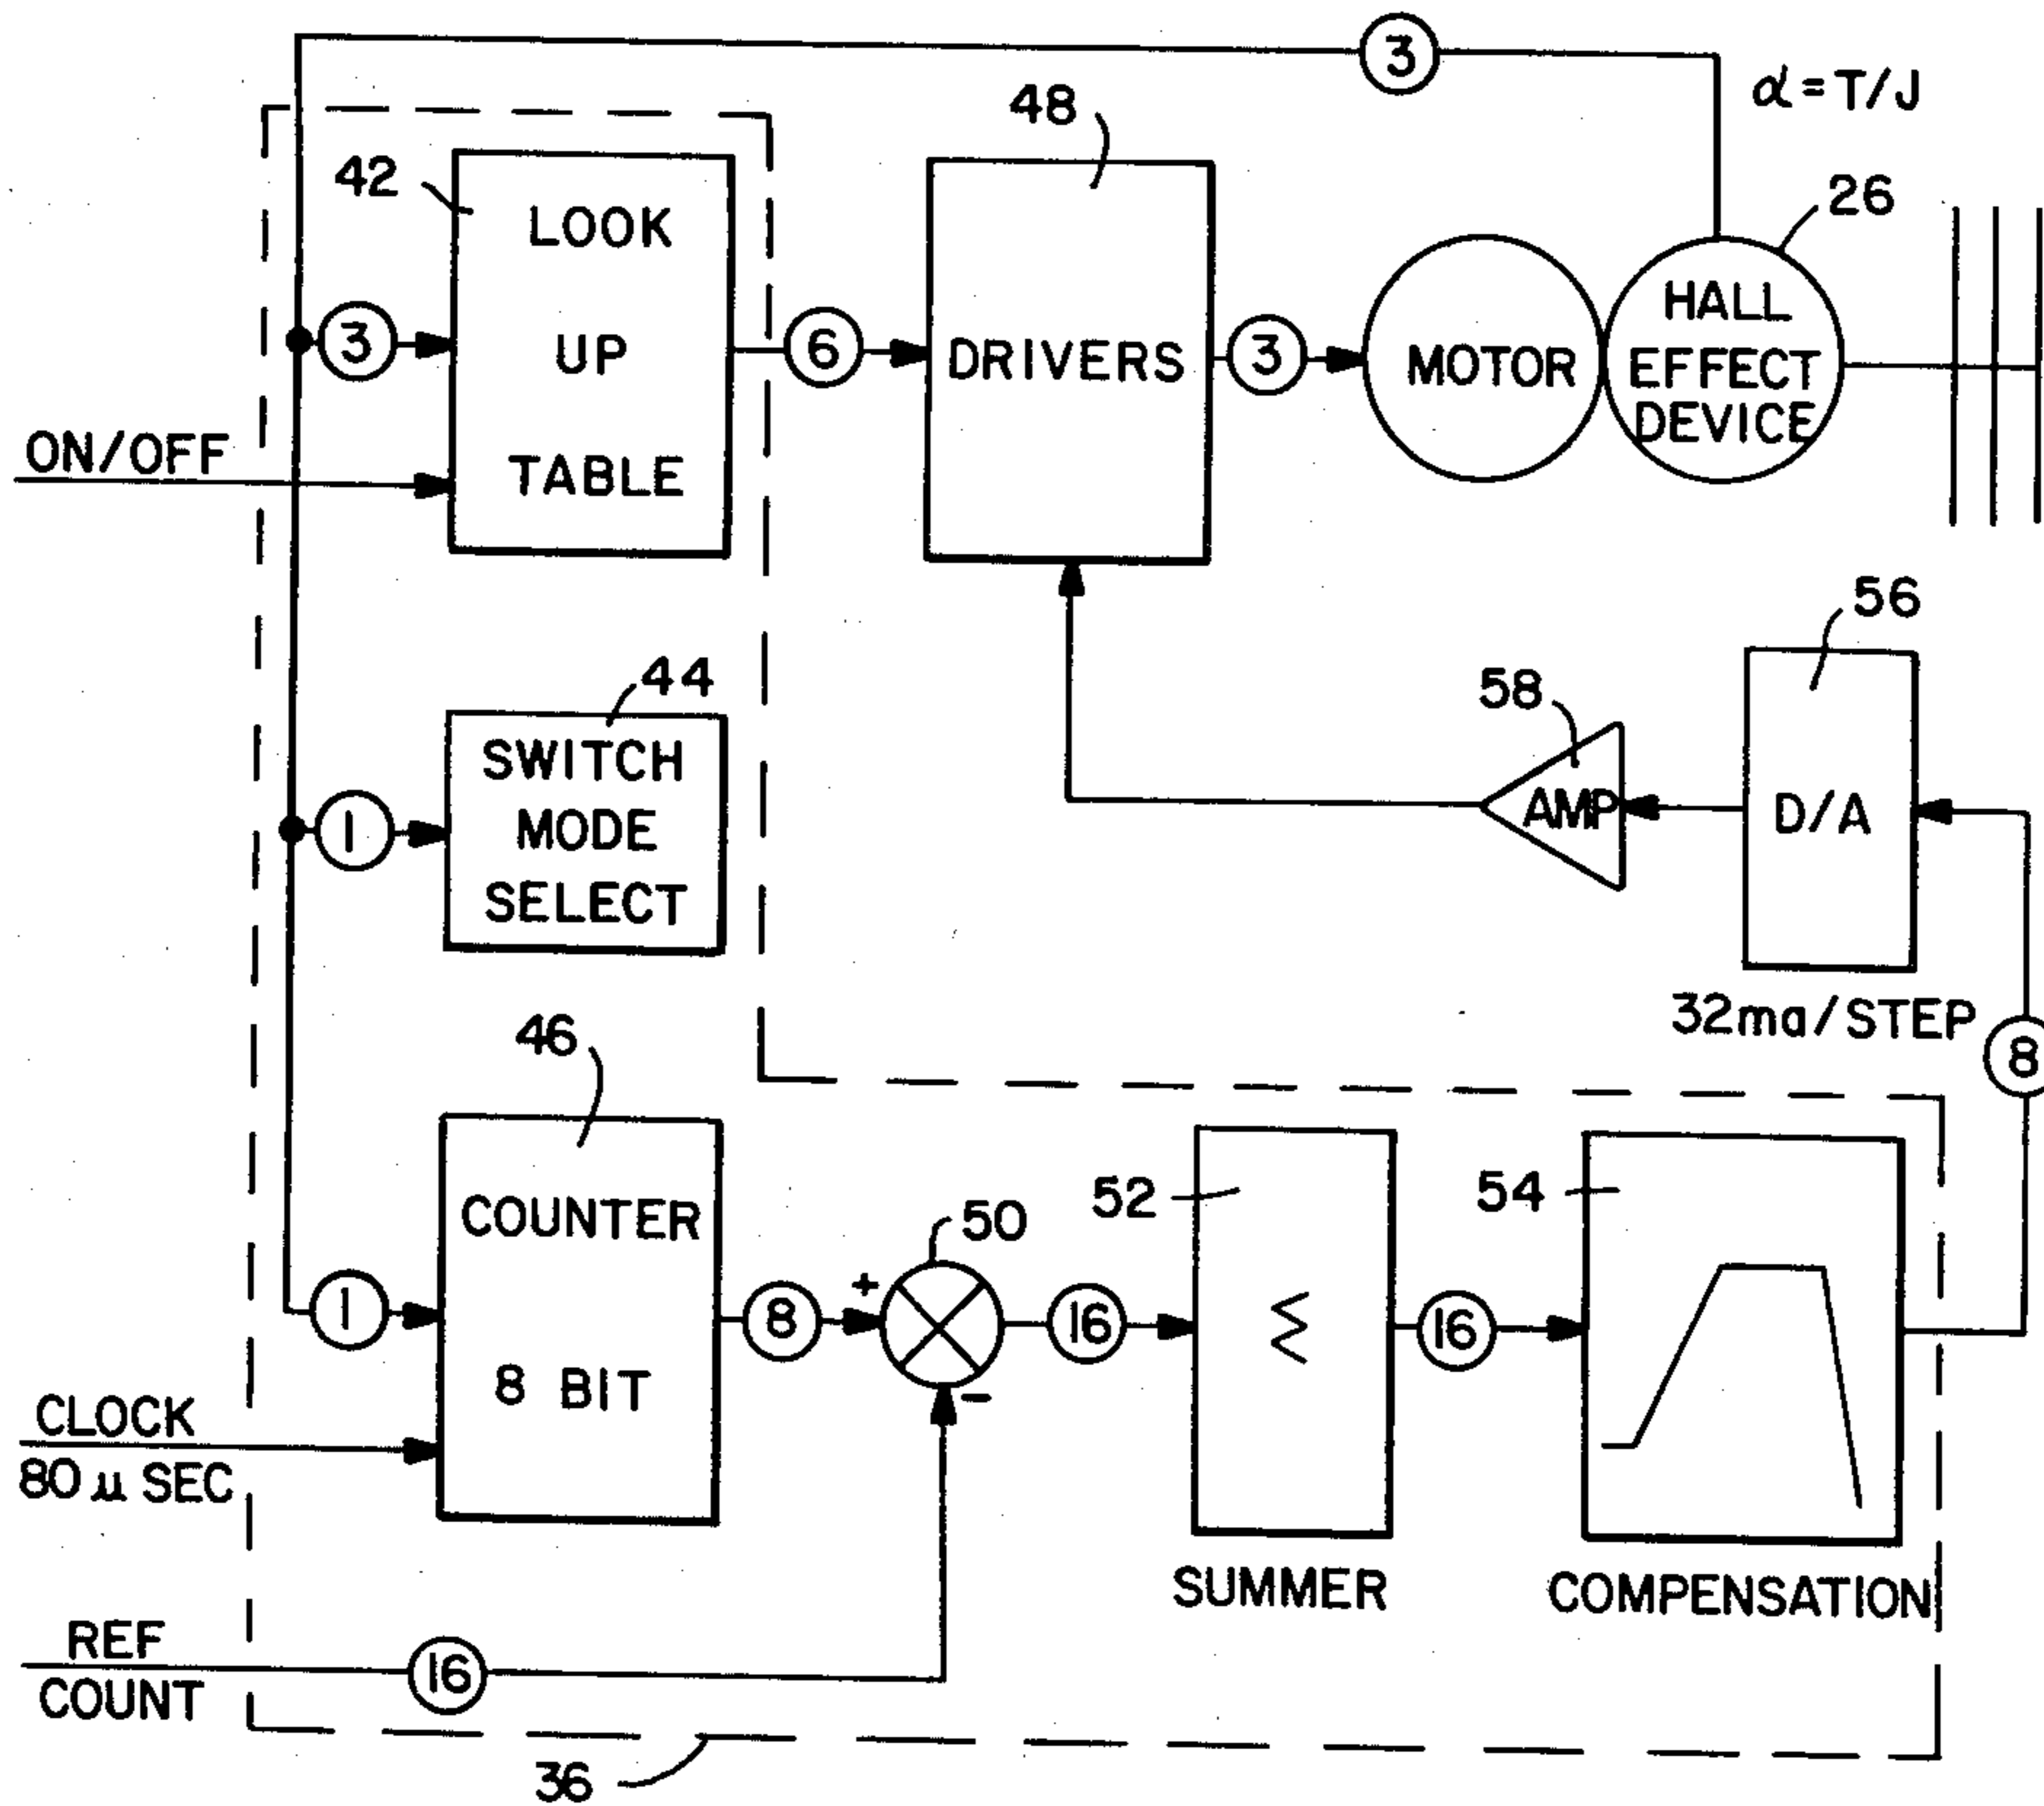 3
α=T/J
48
42
26
LOOK
UP
TABLE
3
6
DRIVERS
3
MOTOR
HALL
EFFECT
DEVICE
ON/OFF
56
44
58
SWITCH
MODE
SELECT
1
AMP
D/A
32ma/STEP
8
46
COUNTER
8 BIT
1
50
52
54
+
8
16
Σ
16
−
CLOCK
80 µ SEC
SUMMER
COMPENSATION
REF
COUNT
16
36